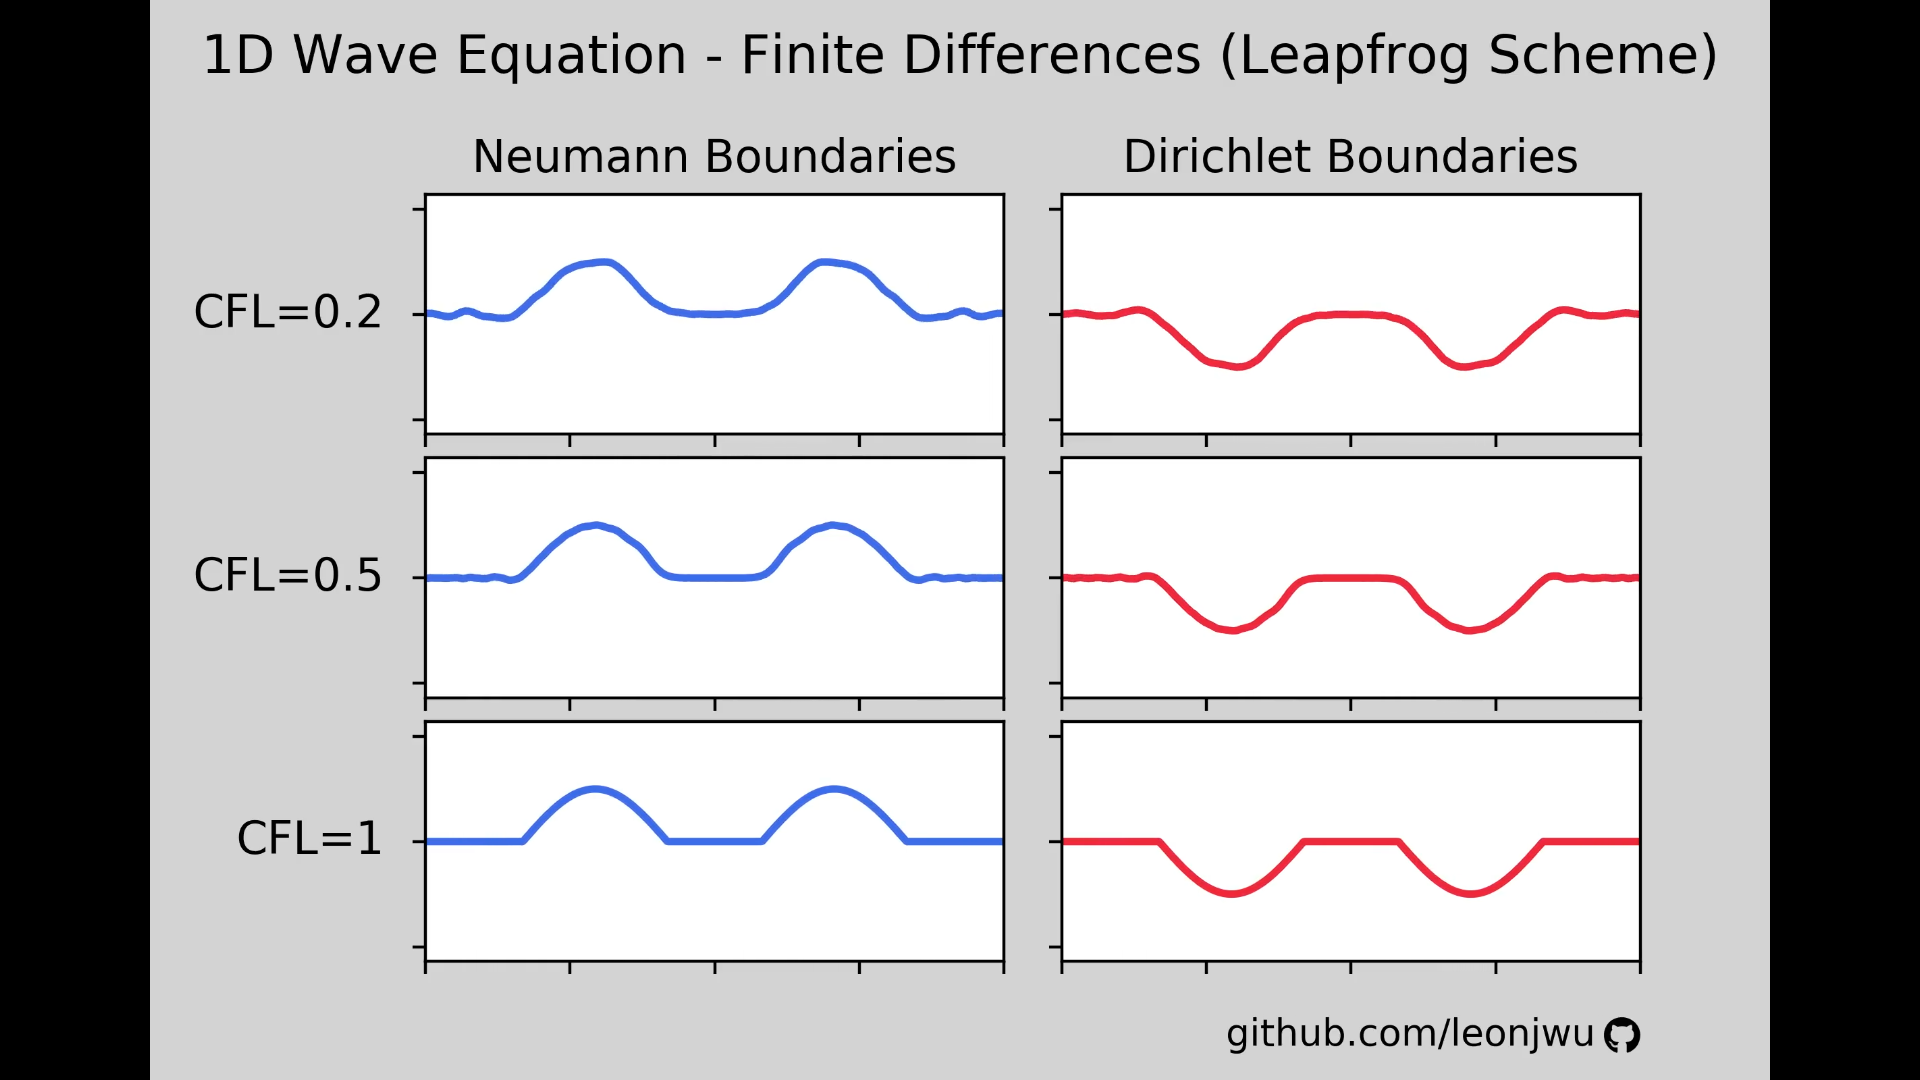 1D Wave Equation - Finite Differences (Leapfrog Scheme)
Neumann Boundaries
Dirichlet Boundaries
CFL=0.2
CFL=0.5
CFL=1
github.com/leonjwu